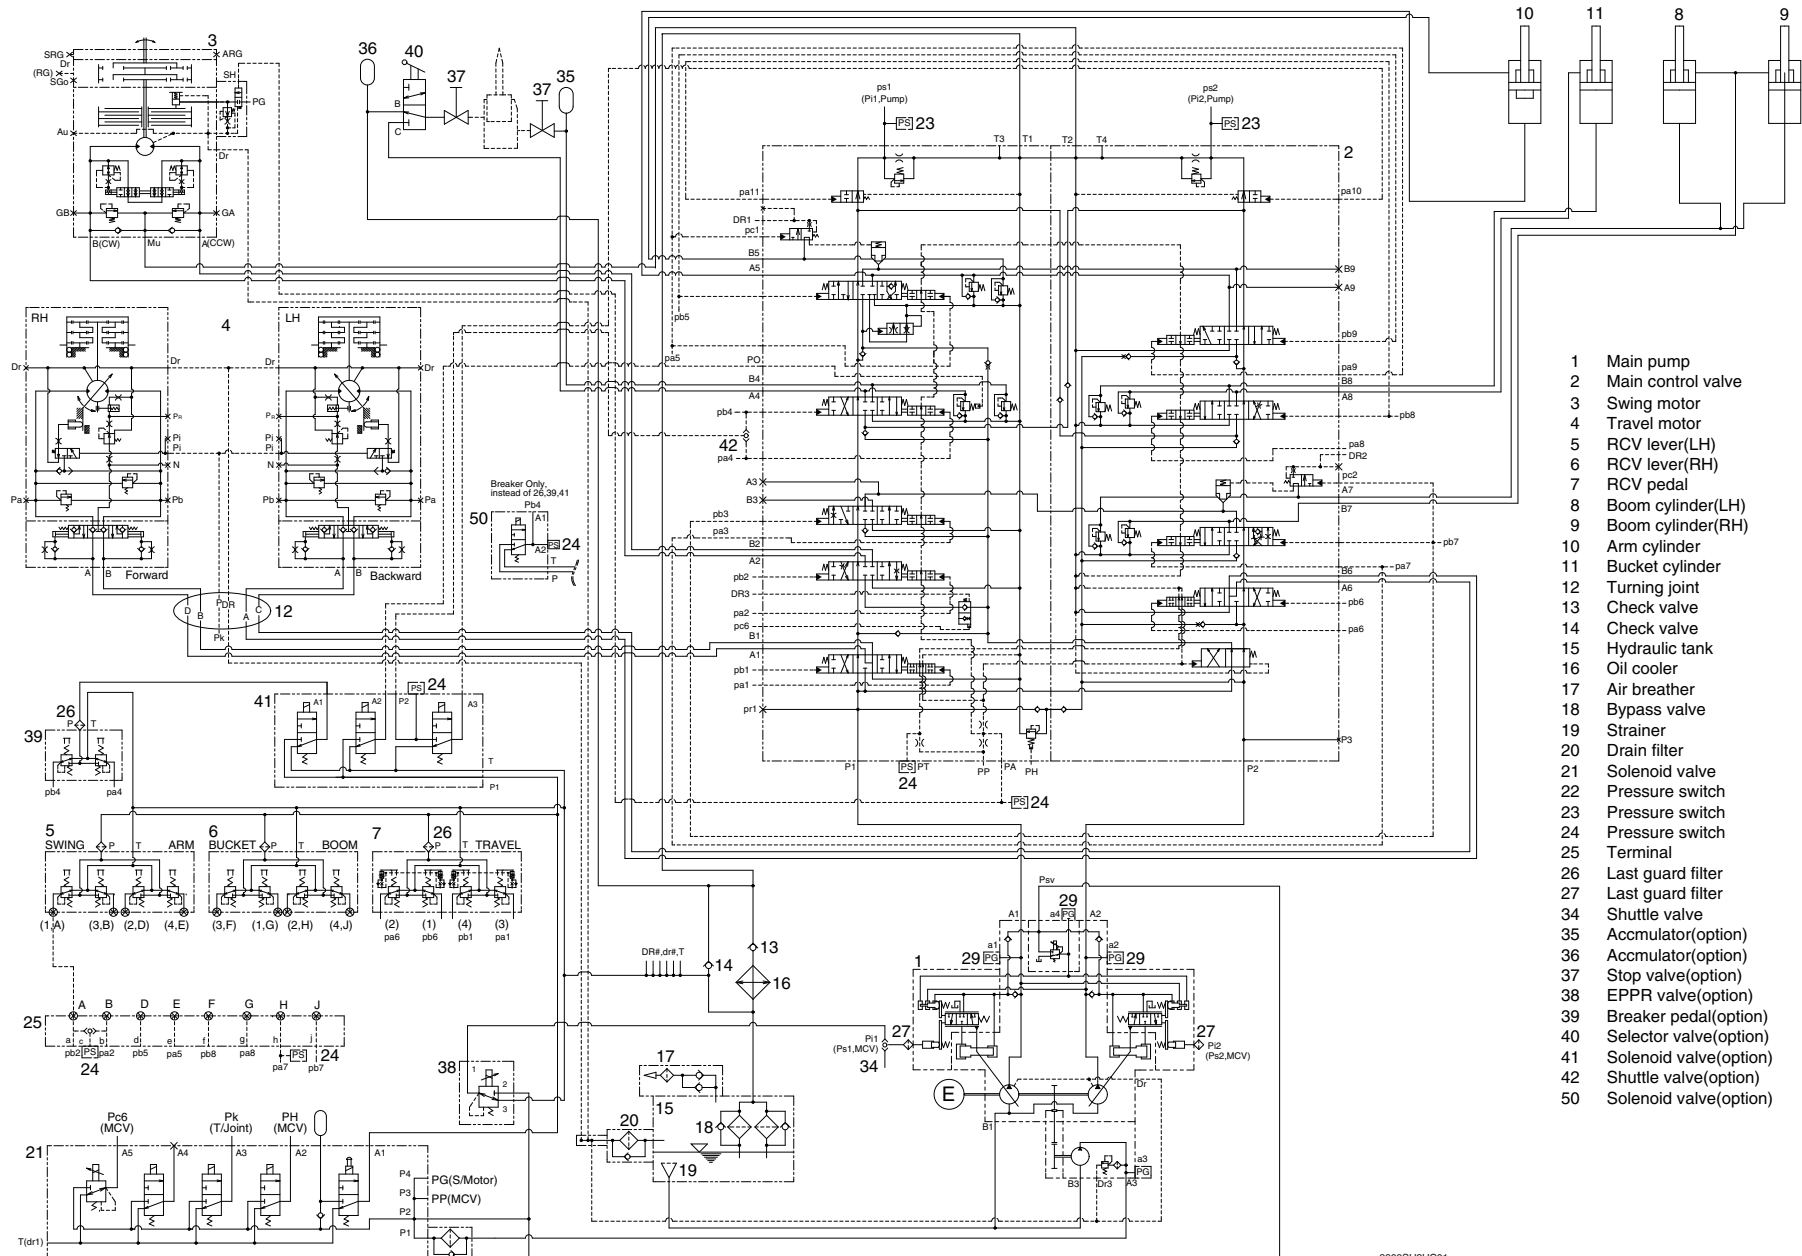 10
11
8
9
3
SRG
ARG
Dr
(RG)
SGo
SH
PG
Au
Dr
GB
GA
B(CW)
Mu
A(CCW)
36
40
37
37
35
B
C
ps1
(Pi1,Pump)
PS 23
ps2
(Pi2,Pump)
PS 23
T3
T1
T2
T4
2
pa11
pa10
DR1
pc1
B5
A5
B9
A9
pb5
pa5
pb9
pa9
PO
B4
A4
B8
A8
pb4
pb8
42
pa4
pa8
DR2
pc2
A3
B3
A7
B7
pb3
pa3
pb7
B2
A2
pa7
B6
A6
pb2
DR3
pa2
pc6
pb6
pa6
B1
A1
pb1
pa1
pr1
P3
P1
PS
PT
24
PP
PA
PH
P2
PS 24
RH
4
LH
Dr
Dr
Dr
PR
PR
Pi
Pi
Pi
Pi
N
N
Pa
Pb
Pb
Pa
A
B
Forward
A
B
Backward
D
B
P
DR
A
C
12
Pk
Breaker Only,
instead of 26,39,41
Pb4
50
A1
A2
PS 24
T
P
41
A1
A2
P2
PS 24
A3
T
P1
26
P
T
39
pb4
pa4
5
SWING
P
T
ARM
(1,A)
(3,B)
(2,D)
(4,E)
6
BUCKET
P
T
BOOM
(3,F)
(1,G)
(2,H)
(4,J)
7
26
P
T
TRAVEL
(2)
(1)
(4)
(3)
pa6
pb6
pb1
pa1
25
A
B
D
E
F
G
H
J
a
c
b
d
e
f
g
h
j
pb2
PS
pa2
pb5
pa5
pb8
pa8
pa7
PS
pb7
24
24
21
Pc6
(MCV)
A5
A4
Pk
(T/Joint)
A3
PH
(MCV)
A2
A1
P4
PG(S/Motor)
P3
PP(MCV)
P2
P1
T(dr1)
DR#,dr#,T
14
13
16
38
1
2
3
17
15
18
19
20
Pi1
(Ps1,MCV)
27
34
Psv
A1
29
a4 PG
A2
a1
29 PG
a2
PG 29
1
27
Pi2
(Ps2,MCV)
E
Dr
B1
B3
Dr3
A3
a3
PG
1 Main pump
2 Main control valve
3 Swing motor
4 Travel motor
5 RCV lever(LH)
6 RCV lever(RH)
7 RCV pedal
8 Boom cylinder(LH)
9 Boom cylinder(RH)
10 Arm cylinder
11 Bucket cylinder
12 Turning joint
13 Check valve
14 Check valve
15 Hydraulic tank
16 Oil cooler
17 Air breather
18 Bypass valve
19 Strainer
20 Drain filter
21 Solenoid valve
22 Pressure switch
23 Pressure switch
24 Pressure switch
25 Terminal
26 Last guard filter
27 Last guard filter
34 Shuttle valve
35 Accmulator(option)
36 Accmulator(option)
37 Stop valve(option)
38 EPPR valve(option)
39 Breaker pedal(option)
40 Selector valve(option)
41 Solenoid valve(option)
42 Shuttle valve(option)
50 Solenoid valve(option)